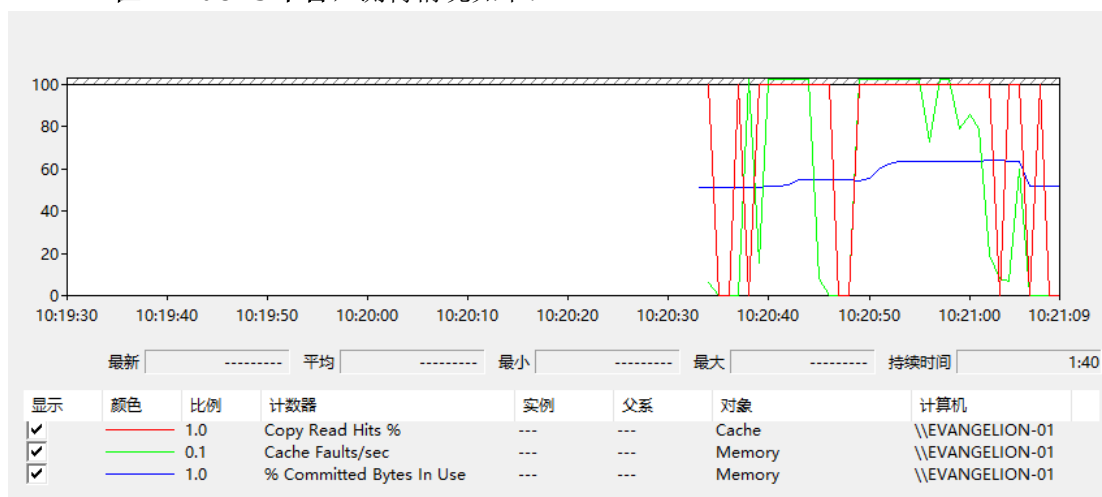 100
80
60
40
20
0
10:19:30 10:19:40 10:19:50 10:20:00 10:20:10 10:20:20 10:20:30 10:20:40 10:20:50 10:21:00 10:21:09
最新 --------- 平均 --------- 最小 --------- 最大 --------- 持续时间 1:40
显示 颜色 比例 计数器 实例 父系 对象 计算机
1.0 Copy Read Hits % --- --- Cache \\EVANGELION-01
0.1 Cache Faults/sec --- --- Memory \\EVANGELION-01
1.0 % Committed Bytes In Use --- --- Memory \\EVANGELION-01